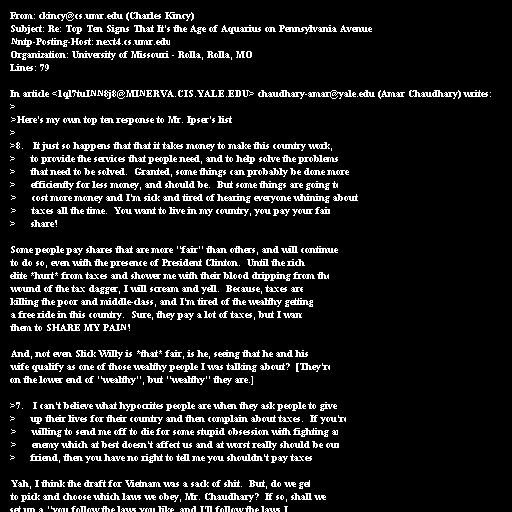 From: ckincy@cs.umr.edu (Charles Kincy)
Subject: Re: Top Ten Signs That It's the Age of Aquarius on Pennsylvania Avenue
Nntp-Posting-Host: next4.cs.umr.edu
Organization: University of Missouri - Rolla, Rolla, MO
Lines: 79

In article <1ql7tuINN8j8@MINERVA.CIS.YALE.EDU> chaudhary-amar@yale.edu (Amar Chaudhary) writes:
>
>Here's my own top ten response to Mr. Ipser's list
>
>8. It just so happens that that it takes money to make this country work,
> to provide the services that people need, and to help solve the problems
> that need to be solved. Granted, some things can probably be done more
> efficiently for less money, and should be. But some things are going to
> cost more money and I'm sick and tired of hearing everyone whining about
> taxes all the time. You want to live in my country, you pay your fair
> share!

Some people pay shares that are more "fair" than others, and will continue
to do so, even with the presence of President Clinton. Until the rich
elite *hurt* from taxes and shower me with their blood dripping from the
wound of the tax dagger, I will scream and yell. Because, taxes are
killing the poor and middle-class, and I'm tired of the wealthy getting
a free ride in this country. Sure, they pay a lot of taxes, but I want
them to SHARE MY PAIN!

And, not even Slick Willy is *that* fair, is he, seeing that he and his
wife qualify as one of those wealthy people I was talking about? [They're
on the lower end of "wealthy", but "wealthy" they are.]

>7. I can't believe what hypocrites people are when they ask people to give
> up their lives for their country and then complain about taxes. If you're
> willing to send me off to die for some stupid obsession with fighting an
> enemy which at best doesn't affect us and at worst really should be our
> friend, then you have no right to tell me you shouldn't pay taxes

Yah, I think the draft for Vietnam was a sack of shit. But, do we get
to pick and choose which laws we obey, Mr. Chaudhary? If so, shall we
set up a "you follow the laws you like, and I'll follow the laws I